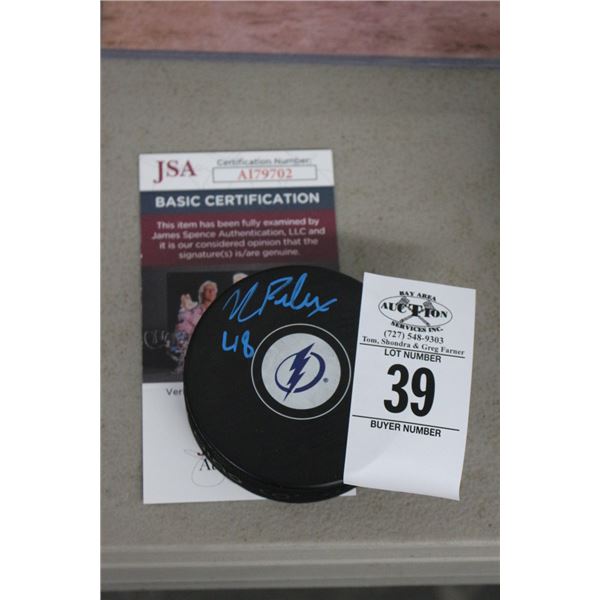 JSA
Certification Number:
AI79702
BASIC CERTIFICATION
This item has been fully examined by
James Spence Authentication, LLC and
it is our considered opinion that the
signature(s) is/are genuine.
48
BAY AREA
AUCTION
SERVICES INC.
(727) 548-9303
Tom, Shondra & Greg Farner
LOT NUMBER
39
BUYER NUMBER